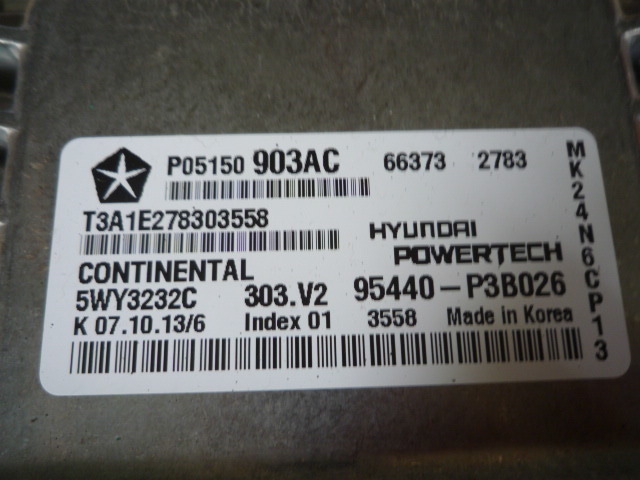 P05150 903AC 66373 2783
T3A1E278303558
HYUNDAI
POWERTECH
CONTINENTAL
5WY3232C 303.V2 95440-P3B026
K 07.10.13/6 Index 01 3558 Made in Korea
MK24N6CP13